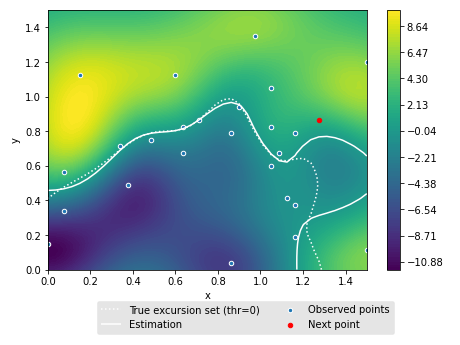 1.4
1.2
1.0
0.8
0.6
0.4
0.2
0.0
y
0.0 0.2 0.4 0.6 0.8 1.0 1.2 1.4
x
8.64
6.47
4.30
2.13
−0.04
−2.21
−4.38
−6.54
−8.71
−10.88
True excursion set (thr=0)
Estimation
Observed points
Next point